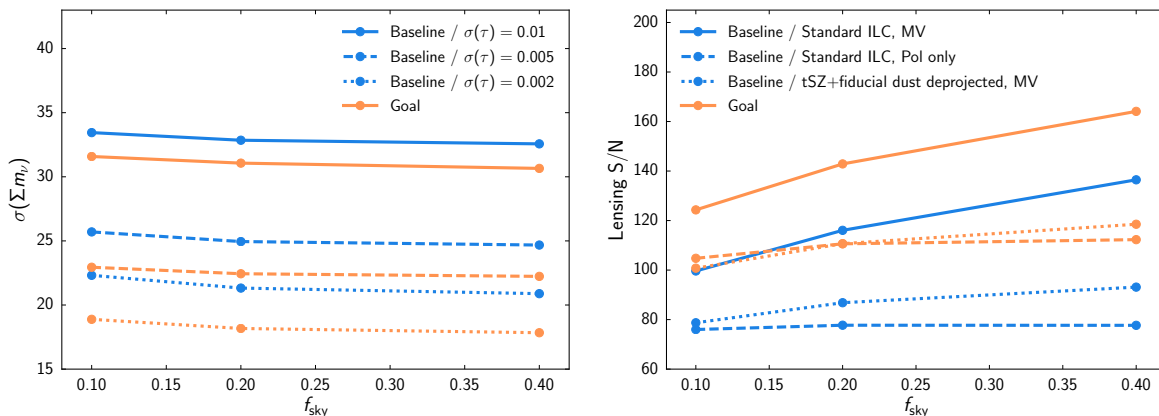 Baseline / σ(τ) = 0.01
Baseline / σ(τ) = 0.005
Baseline / σ(τ) = 0.002
Goal
40
35
30
25
20
15
σ(Σmν)
0.10 0.15 0.20 0.25 0.30 0.35 0.40
fsky
Baseline / Standard ILC, MV
Baseline / Standard ILC, Pol only
Baseline / tSZ+fiducial dust deprojected, MV
Goal
200
180
160
140
120
100
80
60
Lensing S/N
0.10 0.15 0.20 0.25 0.30 0.35 0.40
fsky